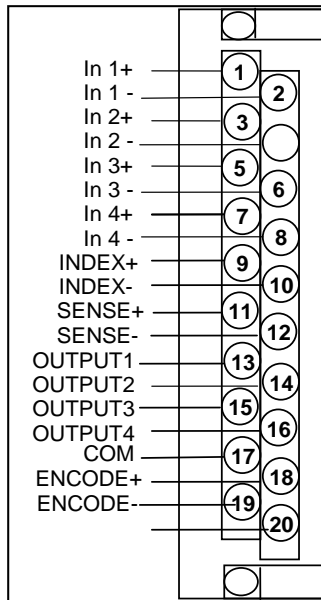 In 1+
1
In 1 -
2
In 2+
3
In 2 -
In 3+
5
In 3 -
6
In 4+
7
In 4 -
8
INDEX+
9
INDEX-
10
SENSE+
11
SENSE-
12
OUTPUT1
13
OUTPUT2
14
OUTPUT3
15
OUTPUT4
16
COM
17
ENCODE+
18
ENCODE-
19
20